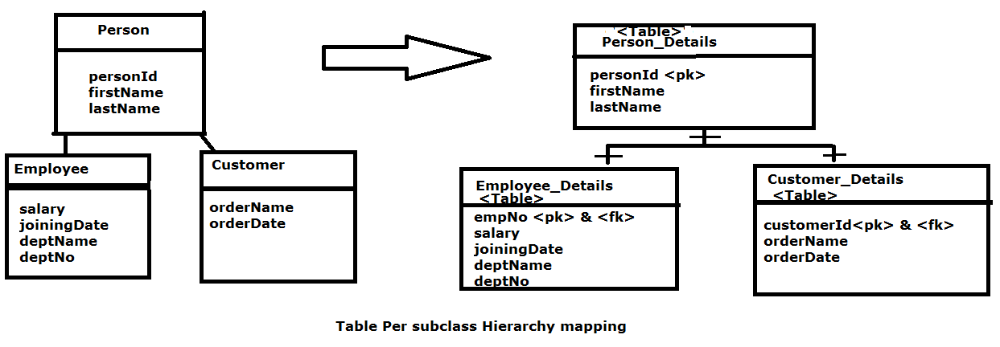 Person
personId
firstName
lastName
Employee
salary
joiningDate
deptName
deptNo
Customer
orderName
orderDate
<Table>
Person_Details
personId <pk>
firstName
lastName
Employee_Details
<Table>
empNo <pk> & <fk>
salary
joiningDate
deptName
deptNo
Customer_Details
<Table>
customerId<pk> & <fk>
orderName
orderDate
Table Per subclass Hierarchy mapping